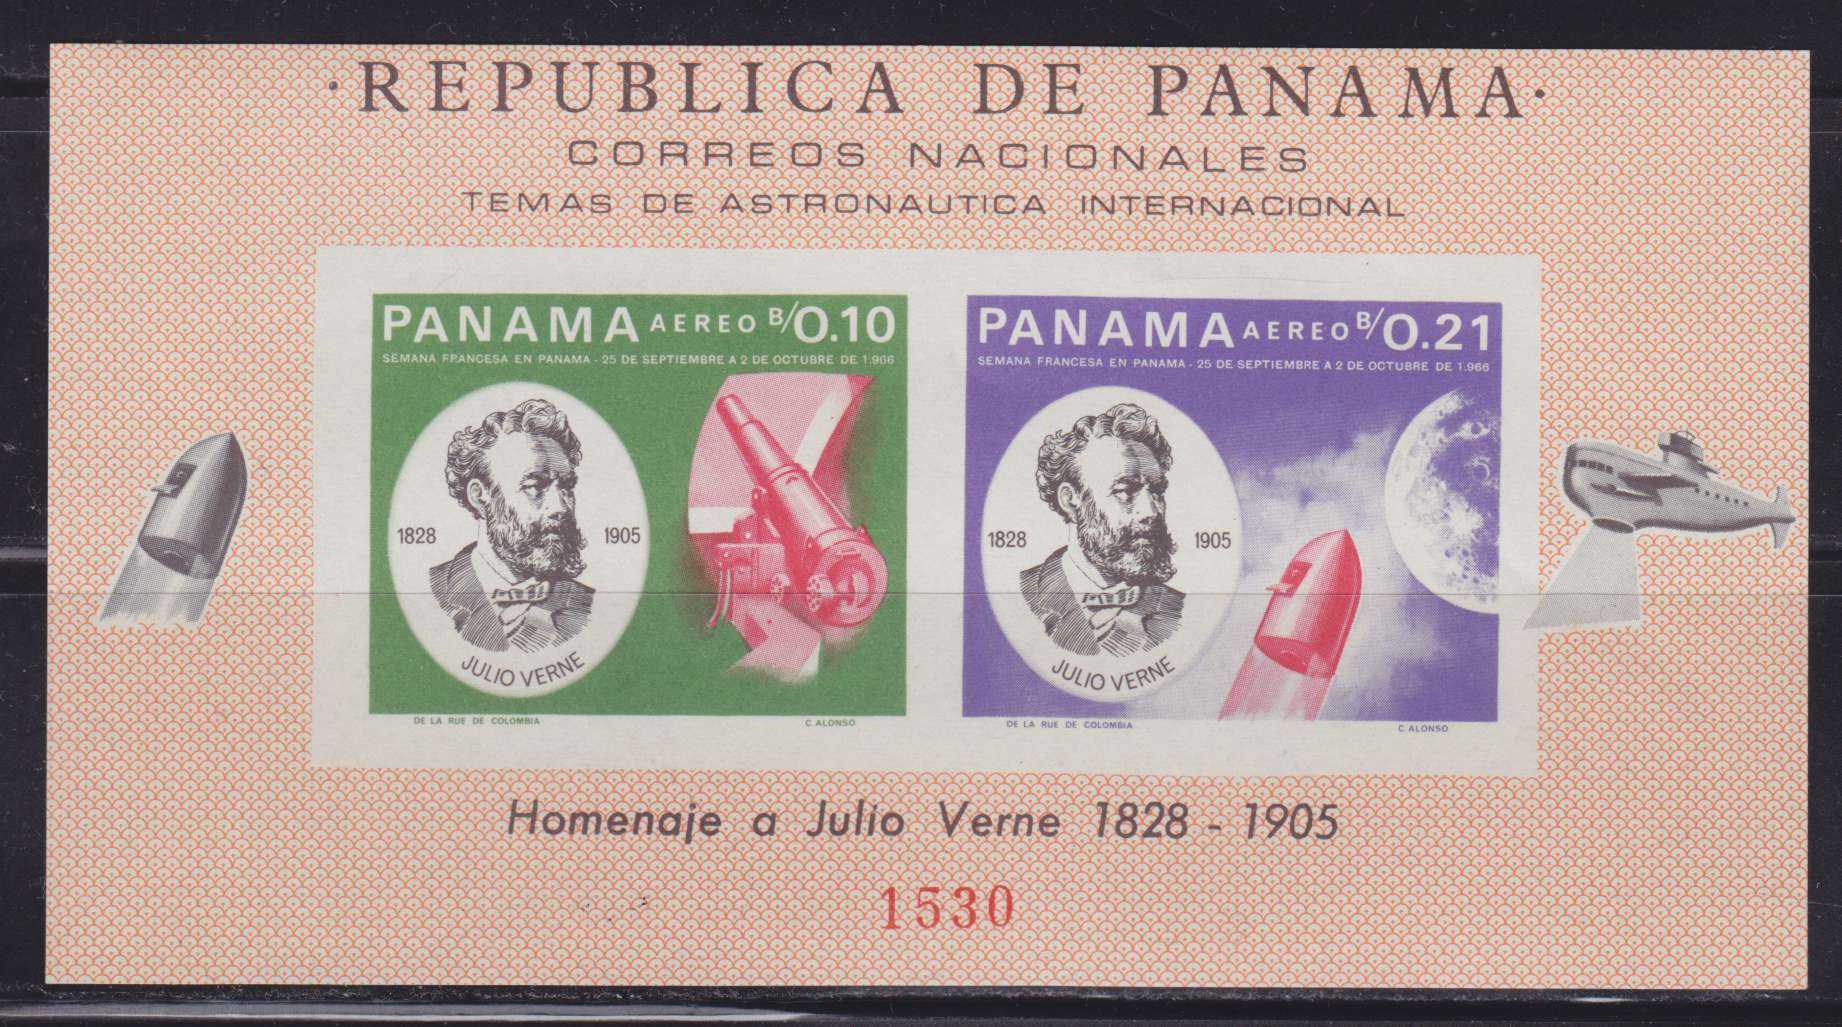 ·REPUBLICA DE PANAMA·
CORREOS NACIONALES
TEMAS DE ASTRONAUTICA INTERNACIONAL
PANAMA AEREO B/0.10
SEMANA FRANCESA EN PANAMA - 25 DE SEPTIEMBRE A 2 DE OCTUBRE DE 1.966
1828 1905
JULIO VERNE
DE LA RUE DE COLOMBIA C. ALONSO
PANAMA AEREO B/0.21
SEMANA FRANCESA EN PANAMA - 25 DE SEPTIEMBRE A 2 DE OCTUBRE DE 1.966
1828 1905
JULIO VERNE
DE LA RUE DE COLOMBIA C. ALONSO
Homenaje a Julio Verne 1828 - 1905
1530